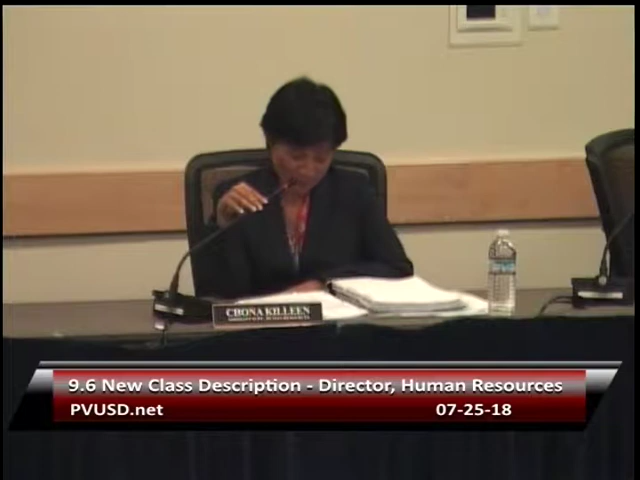 CHONA KILLEEN
9.6 New Class Description - Director, Human Resources
PVUSD.net
07-25-18